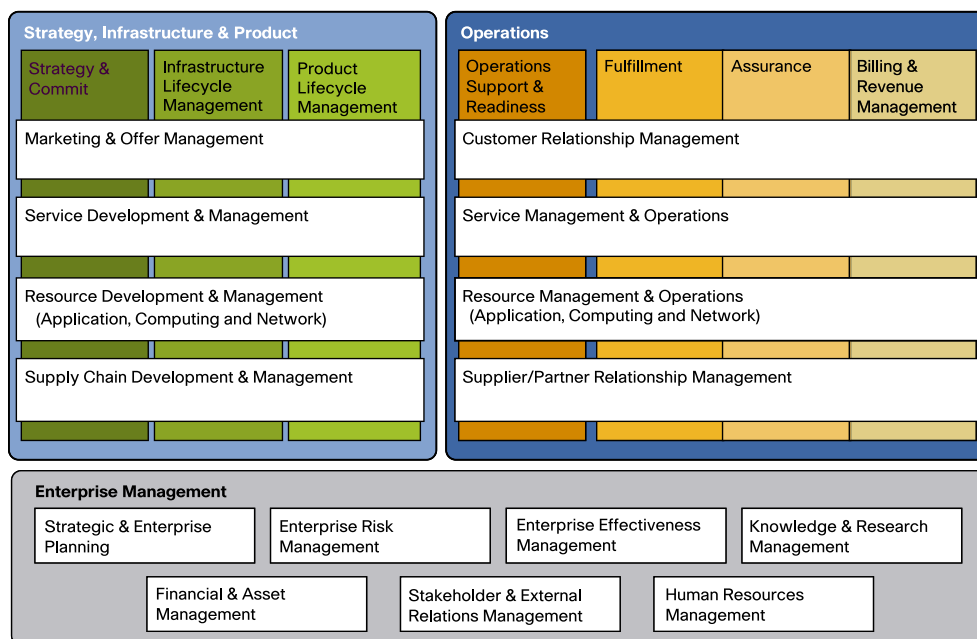 Strategy, Infrastructure & Product
Strategy &
Commit
Infrastructure
Lifecycle
Management
Product
Lifecycle
Management
Marketing & Offer Management
Service Development & Management
Resource Development & Management
(Application, Computing and Network)
Supply Chain Development & Management
Operations
Operations
Support &
Readiness
Fulfillment
Assurance
Billing &
Revenue
Management
Customer Relationship Management
Service Management & Operations
Resource Management & Operations
(Application, Computing and Network)
Supplier/Partner Relationship Management
Enterprise Management
Strategic & Enterprise
Planning
Enterprise Risk
Management
Enterprise Effectiveness
Management
Knowledge & Research
Management
Financial & Asset
Management
Stakeholder & External
Relations Management
Human Resources
Management